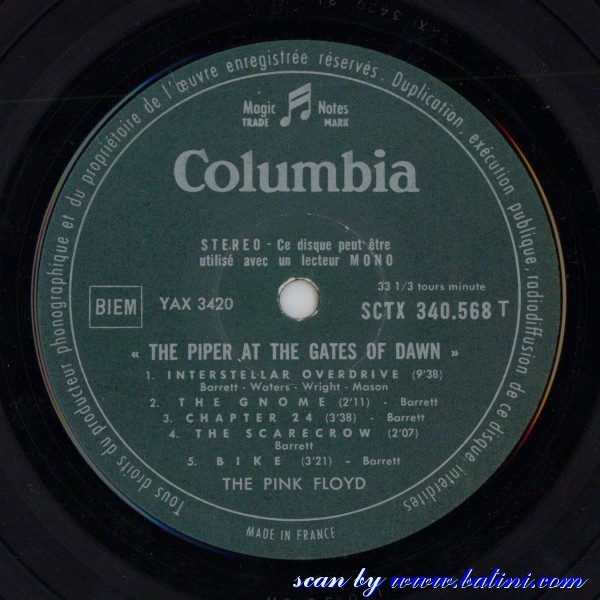 Tous droits du producteur phonographique et du propriétaire de l'œuvre enregistrée réservés. Duplication, exécution publique, radiodiffusion de ce disque interdites
Magic Notes
TRADE MARK
Columbia
STEREO - Ce disque peut être
utilisé avec un lecteur MONO
33 1/3 tours minute
BIEM YAX 3420 SCTX 340.568 T
« THE PIPER AT THE GATES OF DAWN »
1. INTERSTELLAR OVERDRIVE (9'38)
Barrett - Waters - Wright - Mason
2. THE GNOME (2'11) - Barrett
3. CHAPTER 24 (3'38) - Barrett
4. THE SCARECROW (2'07)
Barrett
5. BIKE (3'21) - Barrett
THE PINK FLOYD
MADE IN FRANCE
scan by www.batini.com